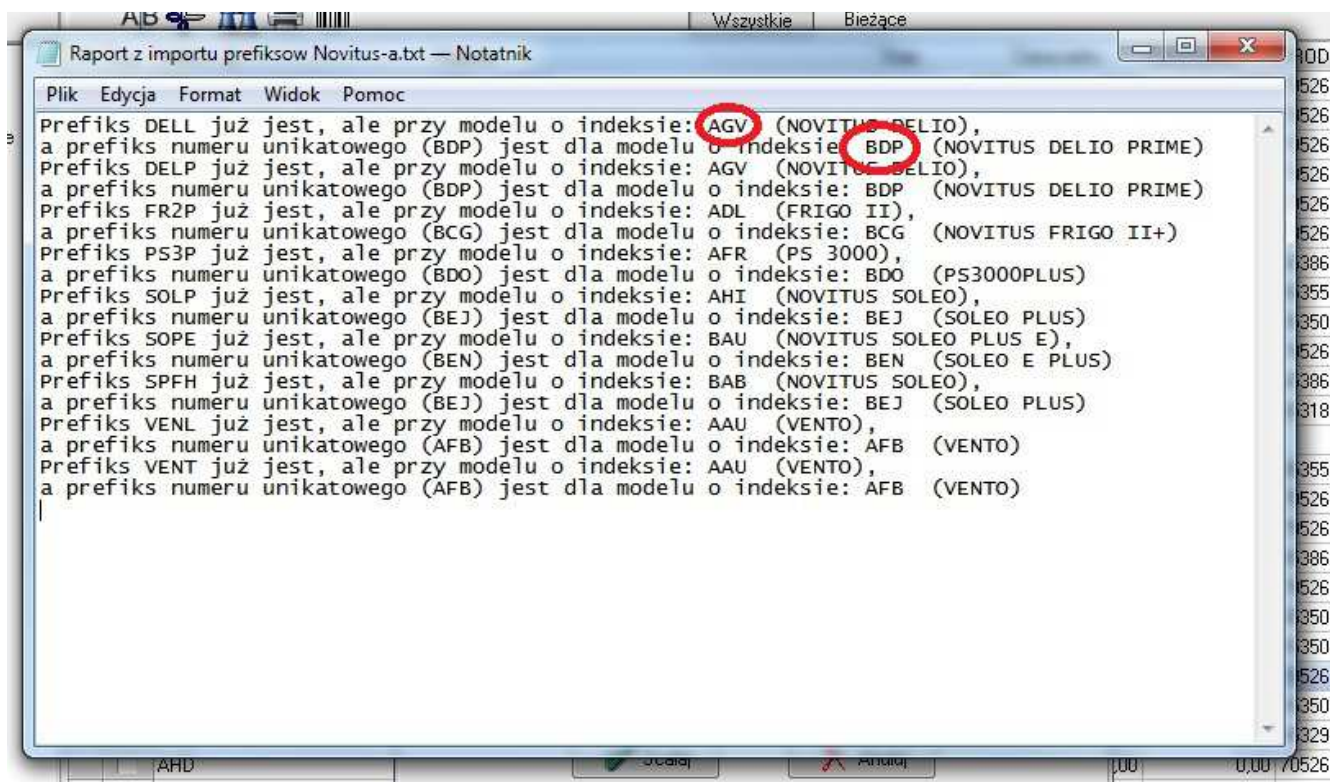 Wszystkie Bieżące
Raport z importu prefiksow Novitus-a.txt — Notatnik
Plik Edycja Format Widok Pomoc
Prefiks DELL już jest, ale przy modelu o indeksie: AGV (NOVITUS DELIO),
a prefiks numeru unikatowego (BDP) jest dla modelu o indeksie: BDP (NOVITUS DELIO PRIME)
Prefiks DELP już jest, ale przy modelu o indeksie: AGV (NOVITUS DELIO),
a prefiks numeru unikatowego (BDP) jest dla modelu o indeksie: BDP (NOVITUS DELIO PRIME)
Prefiks FR2P już jest, ale przy modelu o indeksie: ADL (FRIGO II),
a prefiks numeru unikatowego (BCG) jest dla modelu o indeksie: BCG (NOVITUS FRIGO II+)
Prefiks PS3P już jest, ale przy modelu o indeksie: AFR (PS 3000),
a prefiks numeru unikatowego (BDO) jest dla modelu o indeksie: BDO (PS3000PLUS)
Prefiks SOLP już jest, ale przy modelu o indeksie: AHI (NOVITUS SOLEO),
a prefiks numeru unikatowego (BEJ) jest dla modelu o indeksie: BEJ (SOLEO PLUS)
Prefiks SOPE już jest, ale przy modelu o indeksie: BAU (NOVITUS SOLEO PLUS E),
a prefiks numeru unikatowego (BEN) jest dla modelu o indeksie: BEN (SOLEO E PLUS)
Prefiks SPFH już jest, ale przy modelu o indeksie: BAB (NOVITUS SOLEO),
a prefiks numeru unikatowego (BEJ) jest dla modelu o indeksie: BEJ (SOLEO PLUS)
Prefiks VENL już jest, ale przy modelu o indeksie: AAU (VENTO),
a prefiks numeru unikatowego (AFB) jest dla modelu o indeksie: AFB (VENTO)
Prefiks VENT już jest, ale przy modelu o indeksie: AAU (VENTO),
a prefiks numeru unikatowego (AFB) jest dla modelu o indeksie: AFB (VENTO)
AHD Scalaj Anuluj 0,00